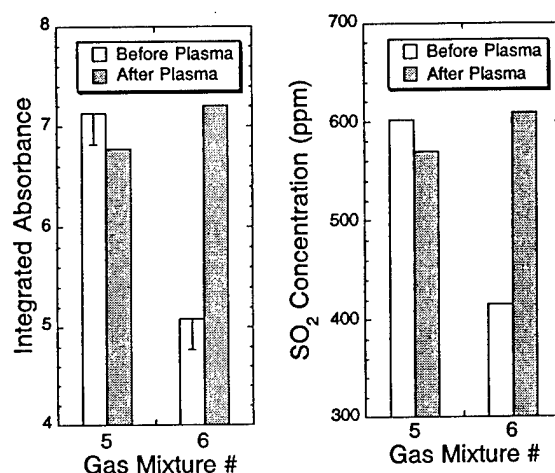 8
7
6
5
4
Integrated Absorbance
Before Plasma
After Plasma
5 6
Gas Mixture #
700
600
500
400
300
SO₂ Concentration (ppm)
Before Plasma
After Plasma
5 6
Gas Mixture #